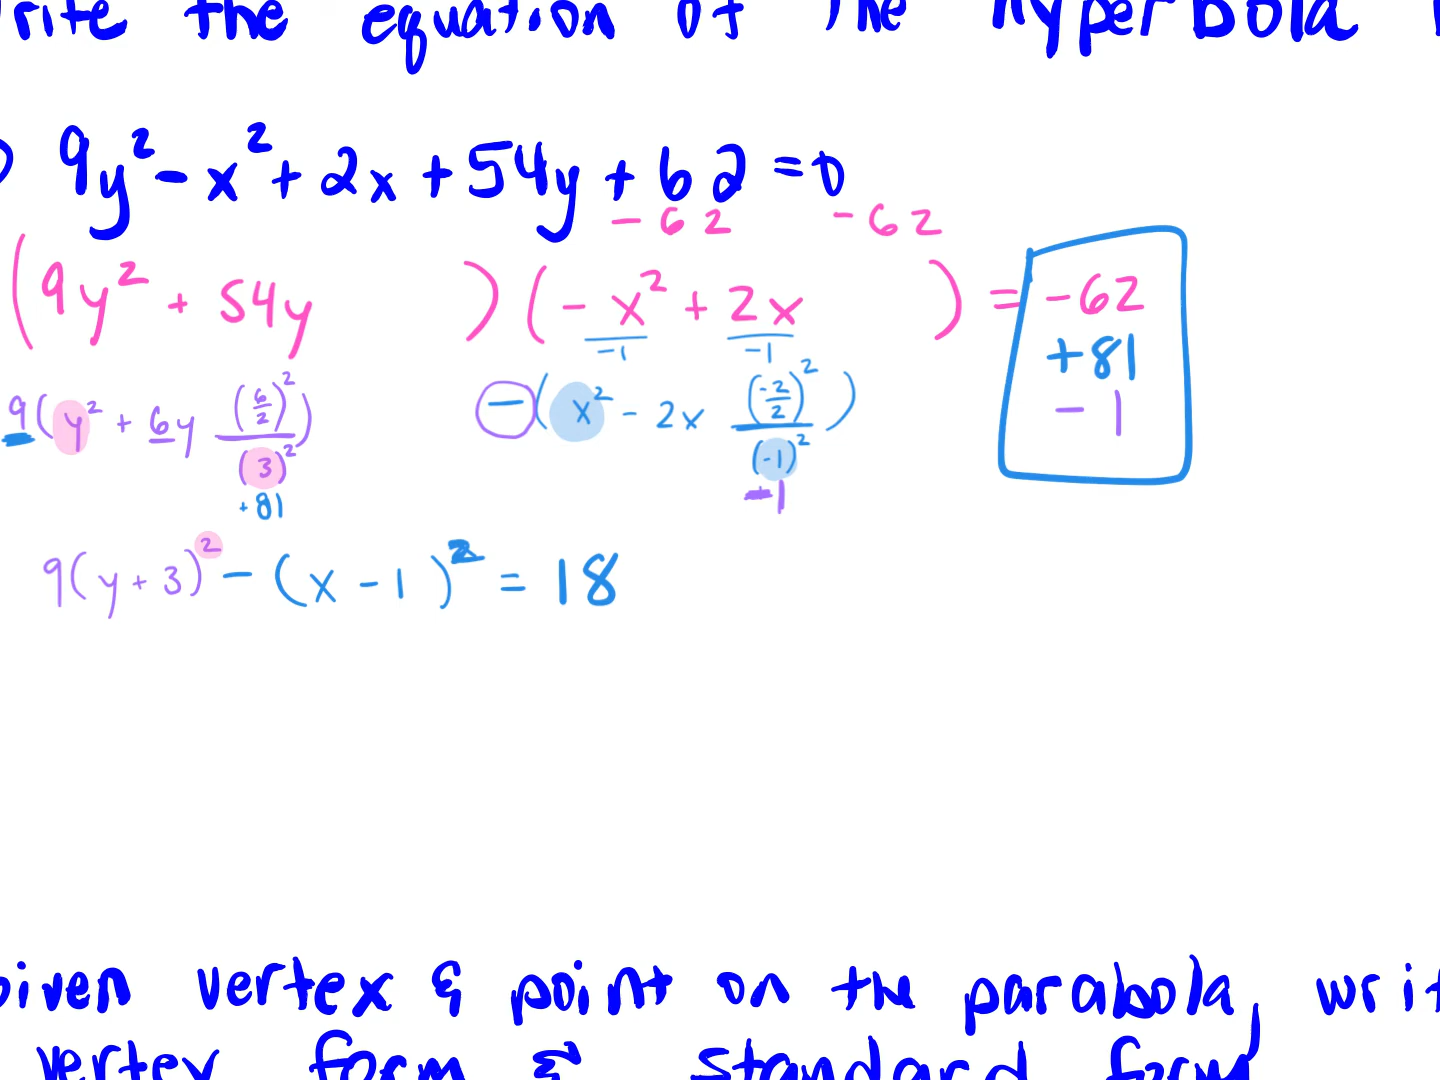 rite the equation of the hyperbola
) 9y² - x² + 2x + 54y + 62 = 0
- 62 - 62
(9y² + 54y ) (- x² + 2x ) = - 62
-1 -1 + 81
9(y² + 6y (6/2)²) - (x² - 2x (-2/2)²) - 1
(3)² (-1)²
+81 -1
9(y + 3)² - (x - 1)² = 18
given vertex & point on the parabola, writ
vertex form & standard form